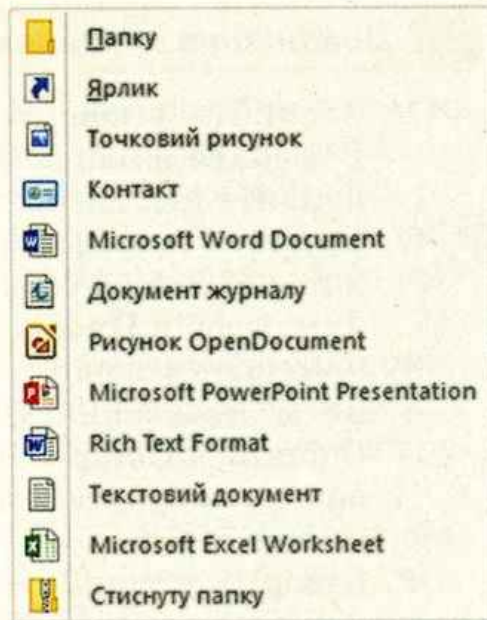 Папку
Ярлик
Точковий рисунок
Контакт
Microsoft Word Document
Документ журналу
Рисунок OpenDocument
Microsoft PowerPoint Presentation
Rich Text Format
Текстовий документ
Microsoft Excel Worksheet
Стиснуту папку